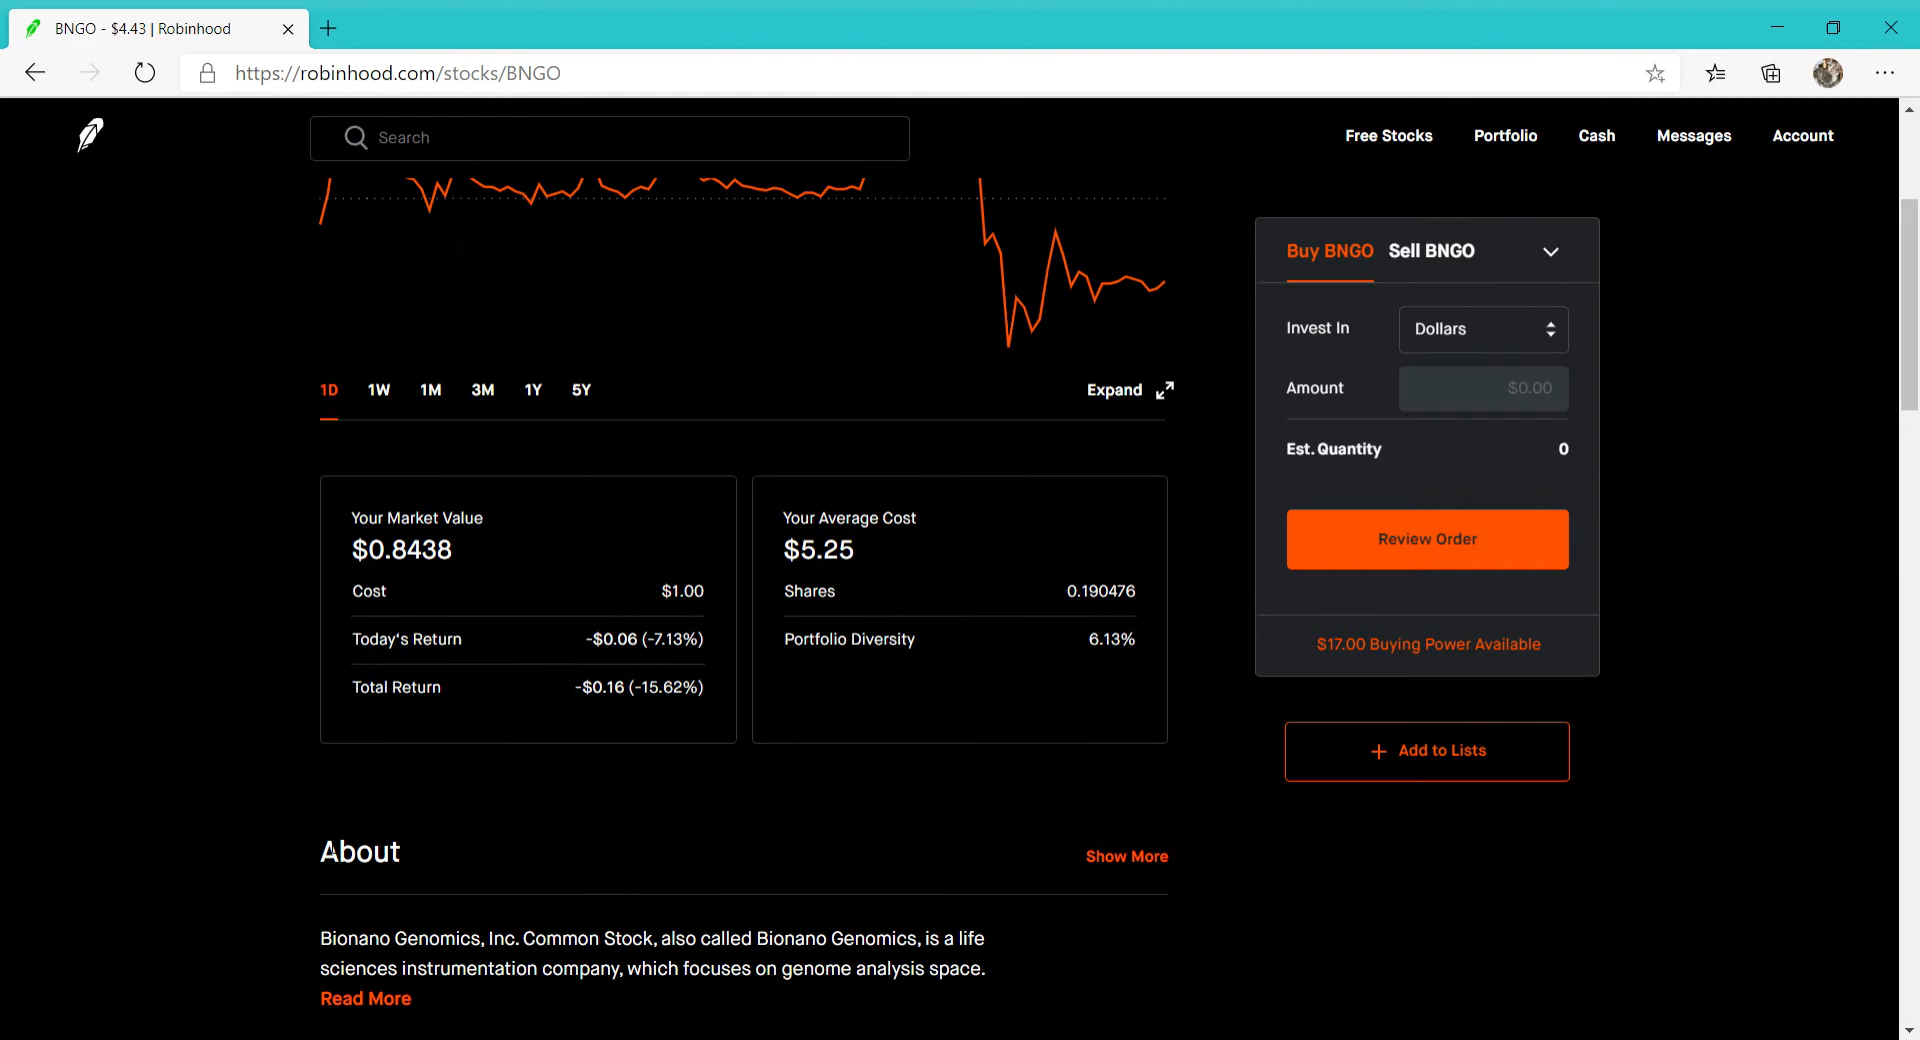 BNGO - $4.43 | Robinhood
https://robinhood.com/stocks/BNGO
Search
Free Stocks Portfolio Cash Messages Account
Buy BNGO Sell BNGO
Invest In Dollars
Amount $0.00
Est. Quantity 0
Review Order
$17.00 Buying Power Available
+ Add to Lists
1D 1W 1M 3M 1Y 5Y Expand
Your Market Value
$0.8438
Cost $1.00
Today's Return -$0.06 (-7.13%)
Total Return -$0.16 (-15.62%)
Your Average Cost
$5.25
Shares 0.190476
Portfolio Diversity 6.13%
About Show More
Bionano Genomics, Inc. Common Stock, also called Bionano Genomics, is a life
sciences instrumentation company, which focuses on genome analysis space.
Read More